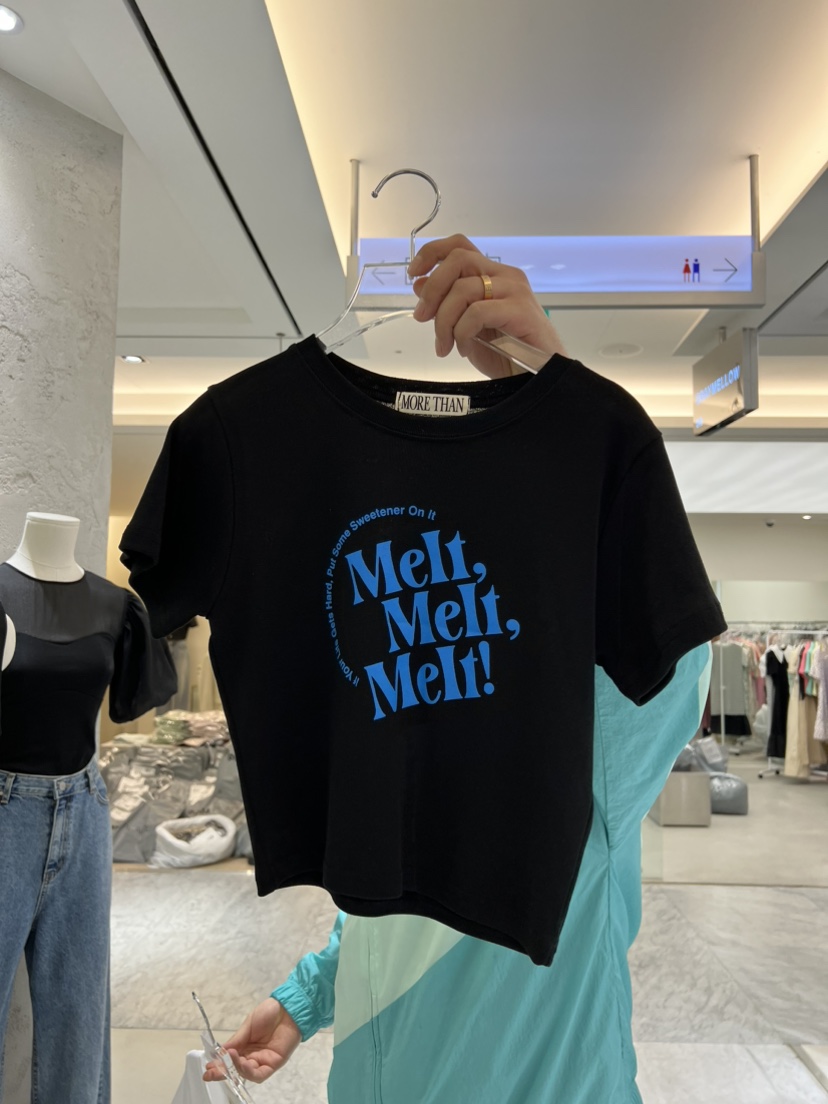 MORE THAN
If Your Life Gets Hard, Put Some Sweetener On It
Melt,
Melt,
Melt!